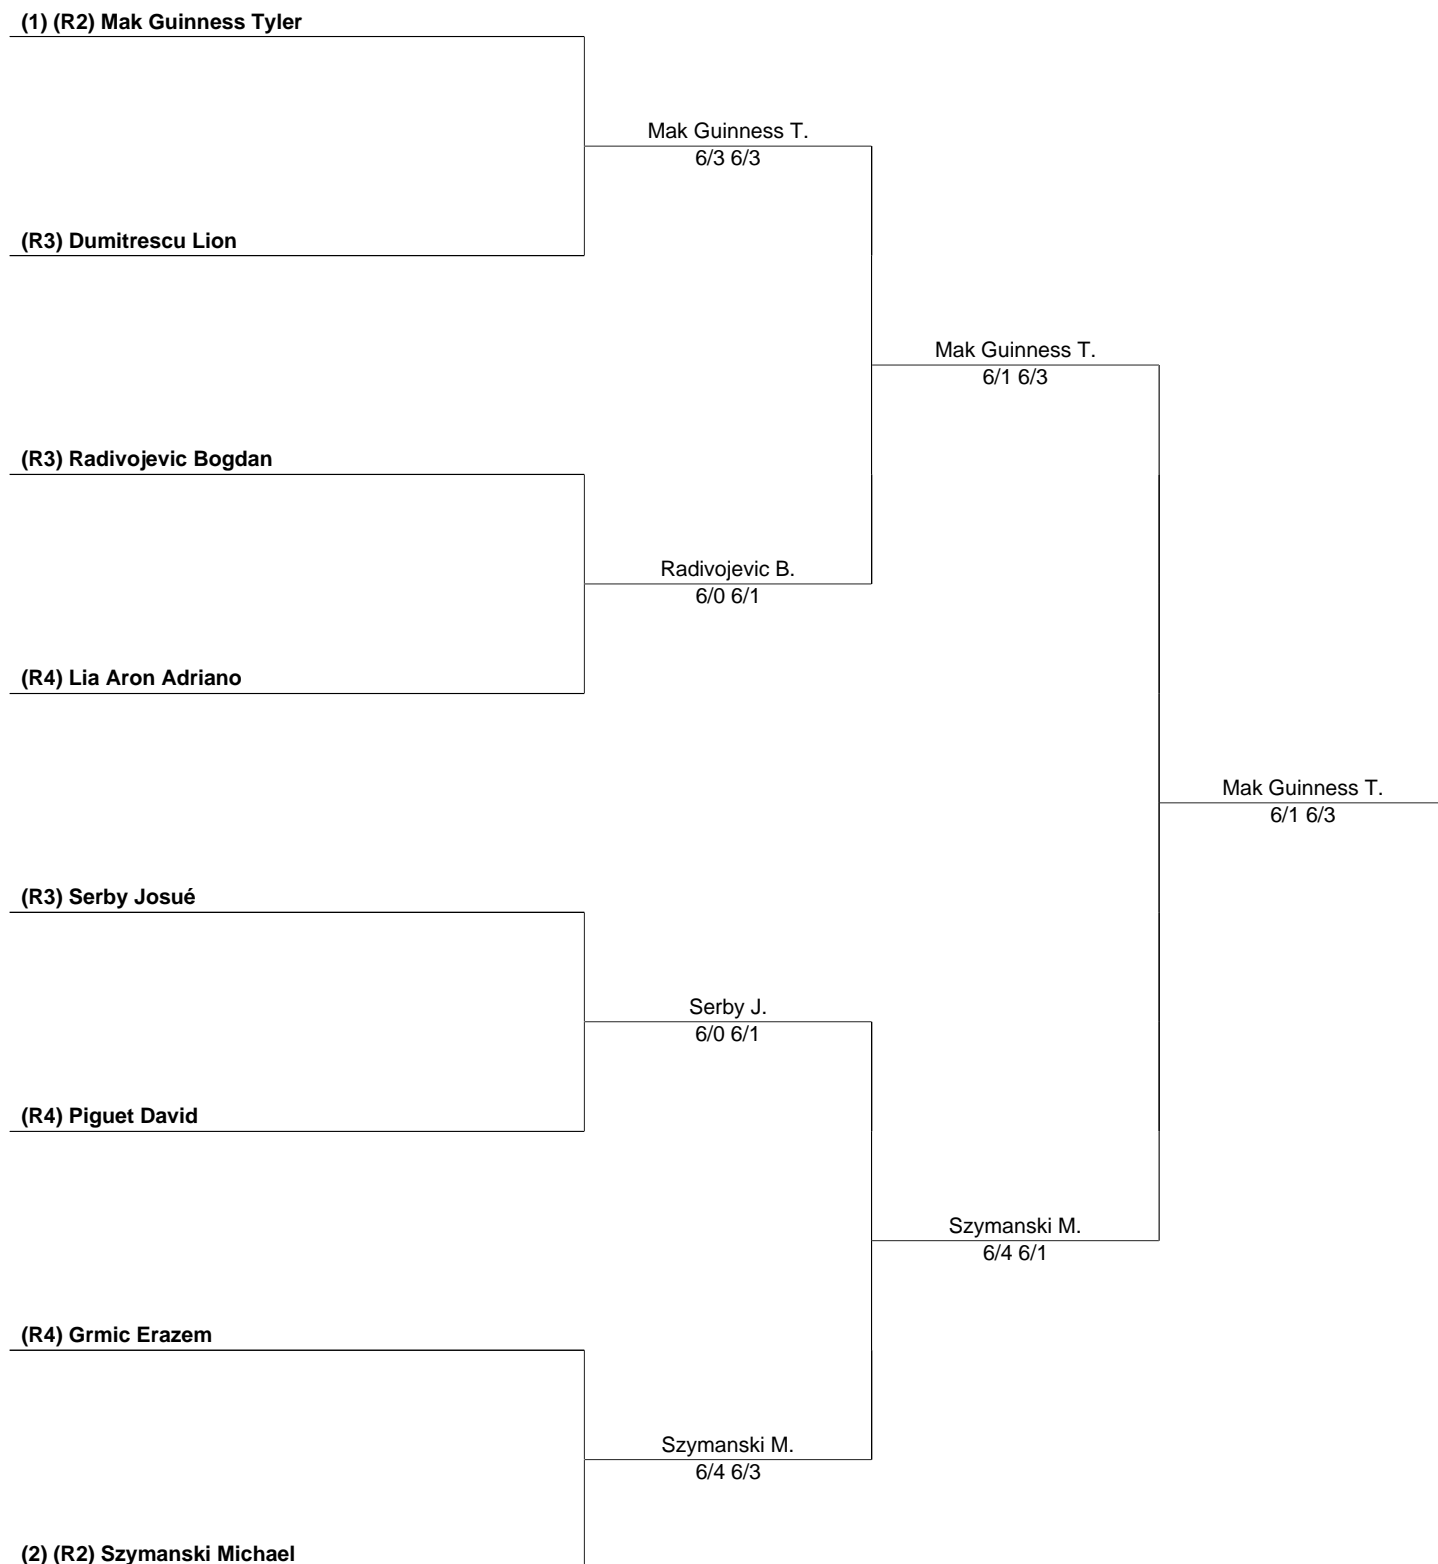 (1) (R2) Mak Guinness Tyler
Mak Guinness T.
6/3 6/3
(R3) Dumitrescu Lion
Mak Guinness T.
6/1 6/3
(R3) Radivojevic Bogdan
Radivojevic B.
6/0 6/1
(R4) Lia Aron Adriano
Mak Guinness T.
6/1 6/3
(R3) Serby Josué
Serby J.
6/0 6/1
(R4) Piguet David
Szymanski M.
6/4 6/1
(R4) Grmic Erazem
Szymanski M.
6/4 6/3
(2) (R2) Szymanski Michael